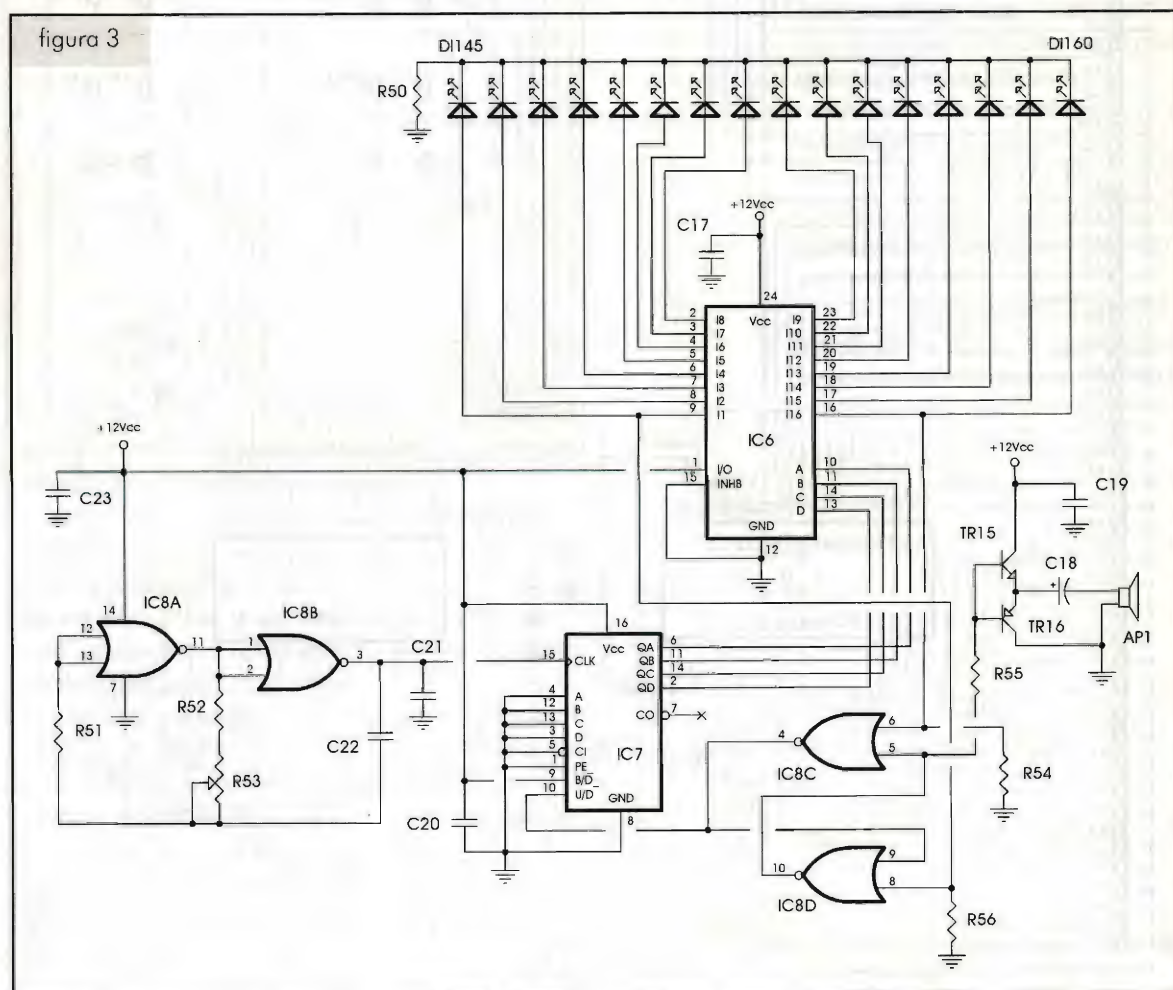 figura 3
DI145
DI160
R50
+12Vcc
C17
24
Vcc
2 I8
3 I7
4 I6
5 I5
6 I4
7 I3
8 I2
9 I1
I9 23
I10 22
I11 21
I12 20
I13 19
I14 18
I15 17
I16 16
IC6
1 I/O
15 INHB
A 10
B 11
C 14
D 13
GND
12
+12Vcc
C23
+12Vcc
C19
TR15
C18
+
TR16
AP1
R55
IC8A
14
12
13
11
7
IC8B
1
2
3
C21
R51
R52
R53
C22
16
Vcc
15 CLK
QA 6
QB 11
QC 14
QD 2
CO 7
4 A
12 B
13 C
3 D
5 CI
1 PE
9 B/D
10 U/D
IC7
GND
8
C20
4
6
5
IC8C
R54
10
9
8
IC8D
R56